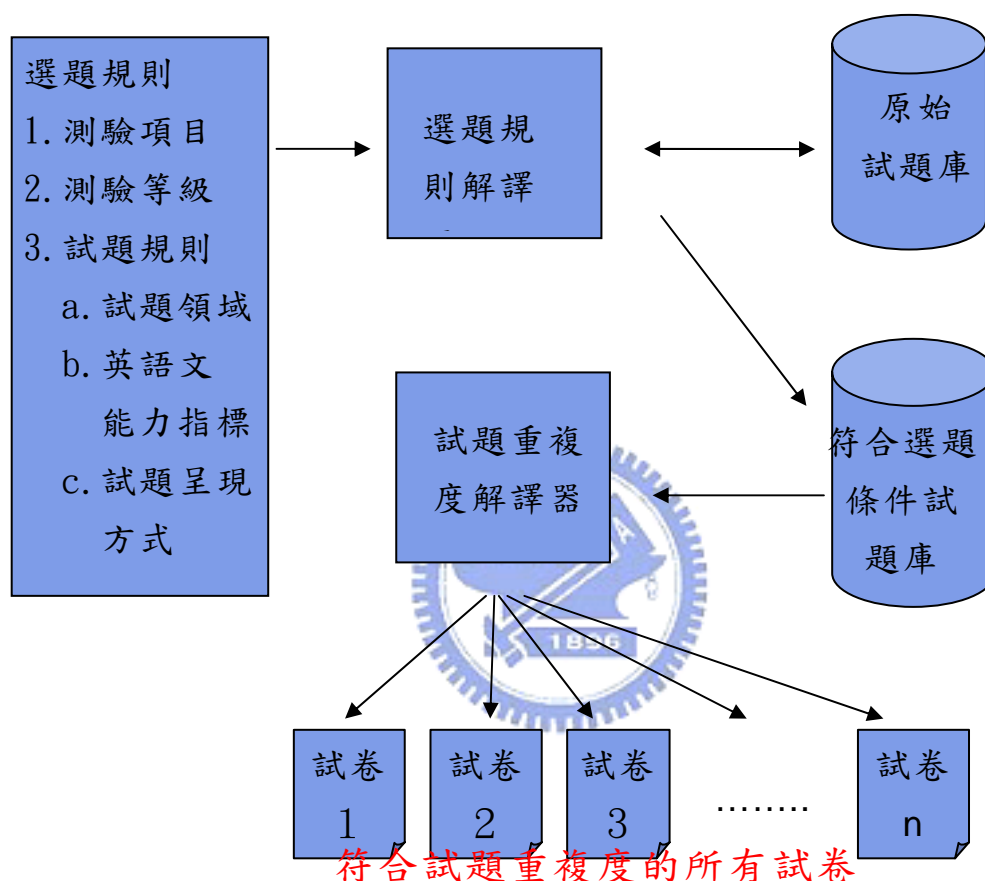 選題規則
1. 測驗項目
2. 測驗等級
3. 試題規則
a. 試題領域
b. 英語文
能力指標
c. 試題呈現
方式
選題規
則解譯
原始
試題庫
符合選題
條件試
題庫
試題重複
度解譯器
1896
試卷
1
試卷
2
試卷
3
........
試卷
n
符合試題重複度的所有試卷